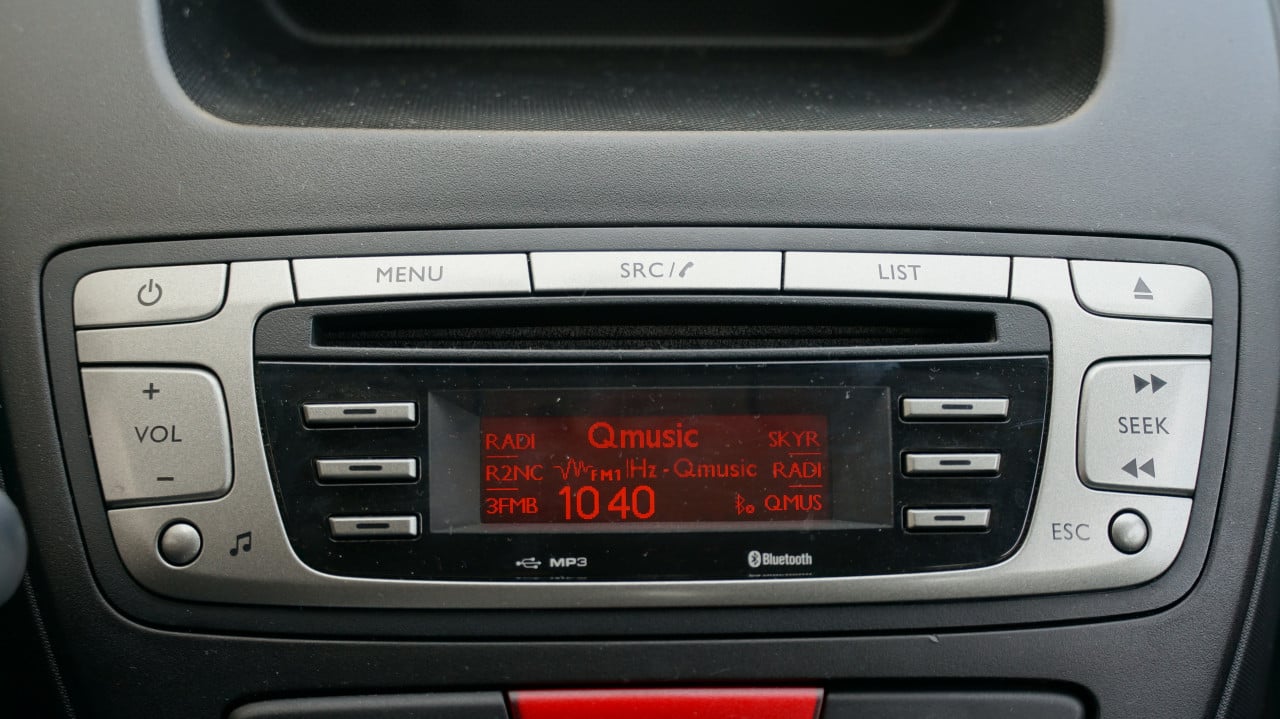 MENU
SRC/
LIST
+
VOL
−
SEEK
ESC
RADI Qmusic SKYR
R2NC FM1 Hz - Qmusic RADI
3FMB 10 40 QMUS
MP3
Bluetooth